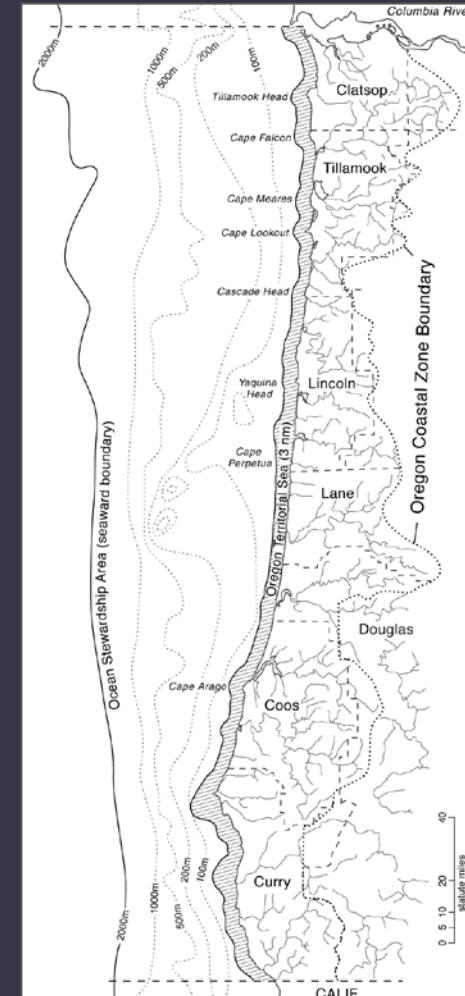 Columbia Rive
2000m
1000m
500m
200m
100m
Clatsop
Tillamook Head
Cape Falcon
Tillamook
Cape Meares
Cape Lookout
Cascade Head
Oregon Coastal Zone Boundary
Yaquina
Head
Lincoln
Cape
Perpetua
Ocean Stewardship Area (seaward boundary)
Oregon Territorial Sea (3 nm)
Lane
Douglas
Cape Arago
Coos
Curry
200m
100m
1000m
500m
2000m
40
20
10
5
0
statute miles
CALIF